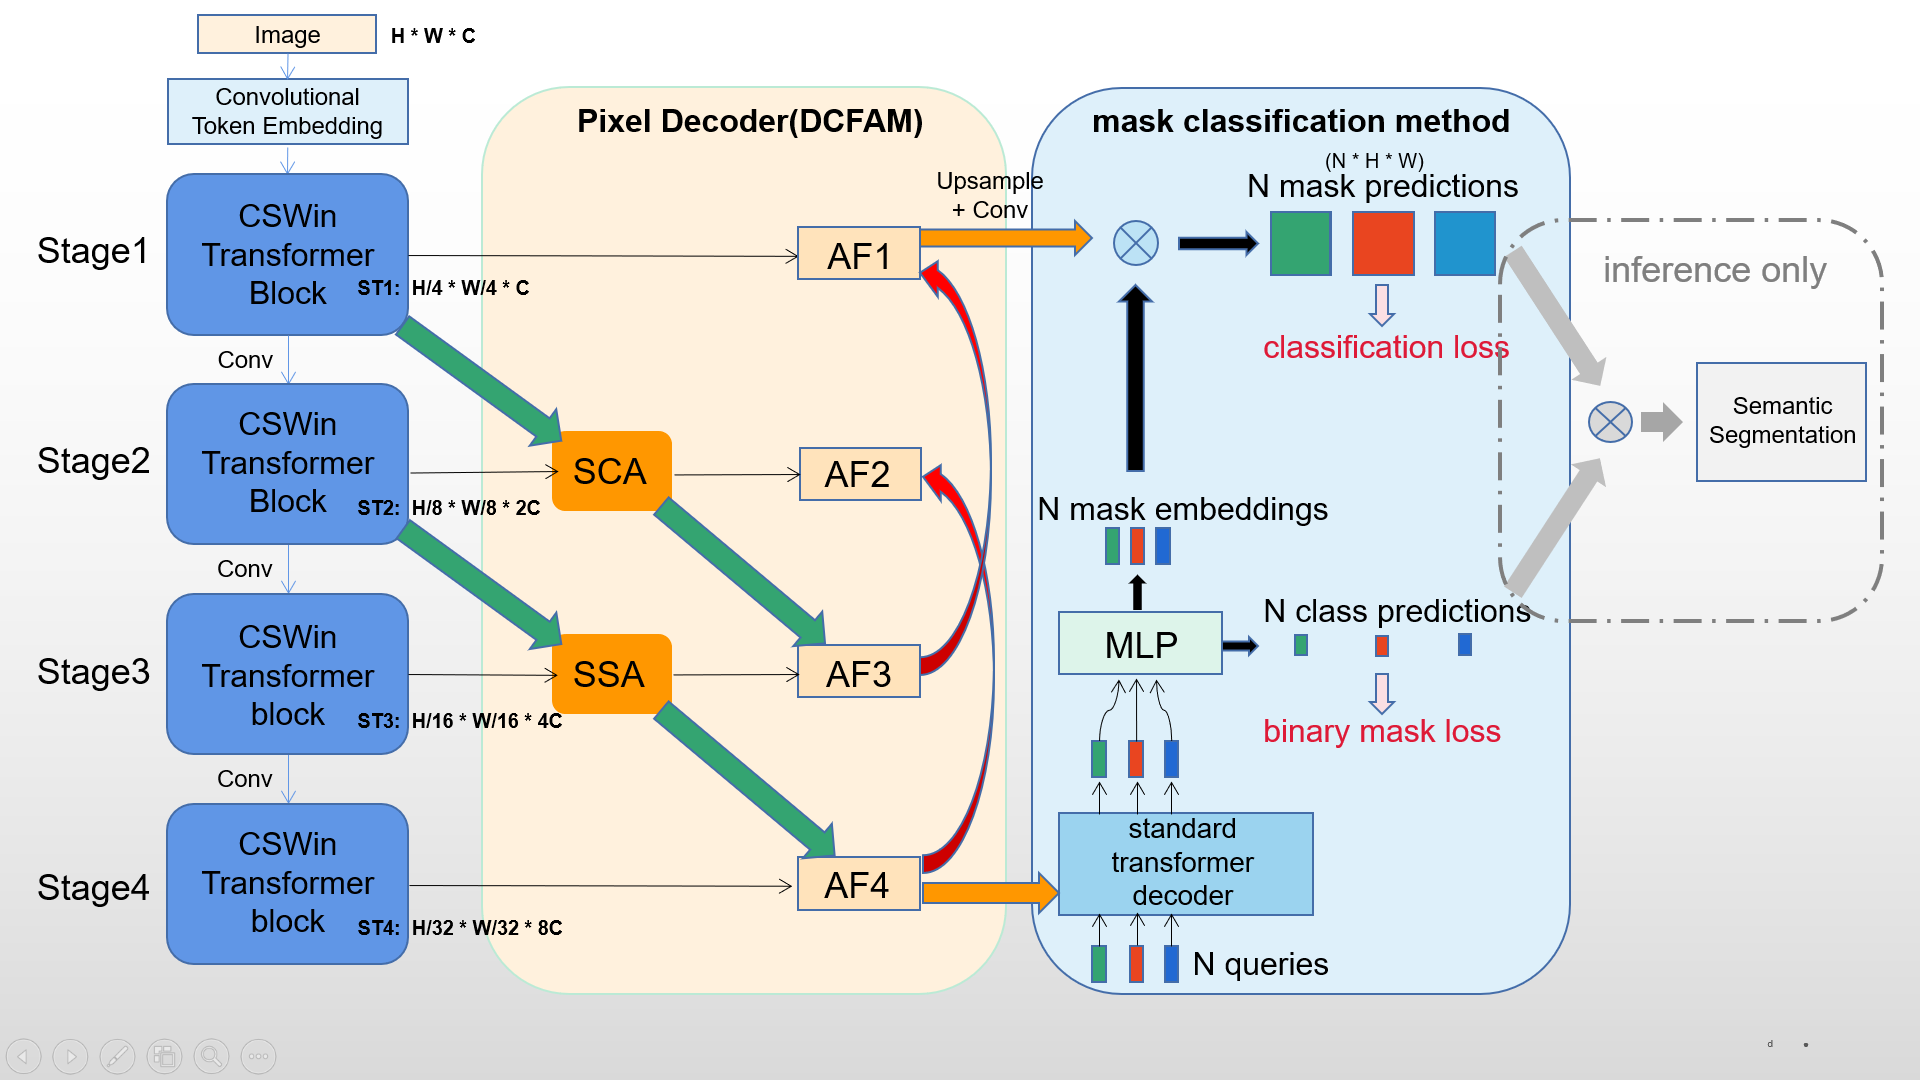 Image
H * W * C
Convolutional
Token Embedding
Stage1
CSWin
Transformer
Block
ST1: H/4 * W/4 * C
Conv
Stage2
CSWin
Transformer
Block
ST2: H/8 * W/8 * 2C
Conv
Stage3
CSWin
Transformer
block
ST3: H/16 * W/16 * 4C
Conv
Stage4
CSWin
Transformer
block
ST4: H/32 * W/32 * 8C
Pixel Decoder(DCFAM)
SCA
SSA
AF1
AF2
AF3
AF4
Upsample
+ Conv
mask classification method
(N * H * W)
N mask predictions
classification loss
N mask embeddings
MLP
N class predictions
binary mask loss
standard
transformer
decoder
N queries
inference only
Semantic
Segmentation
d